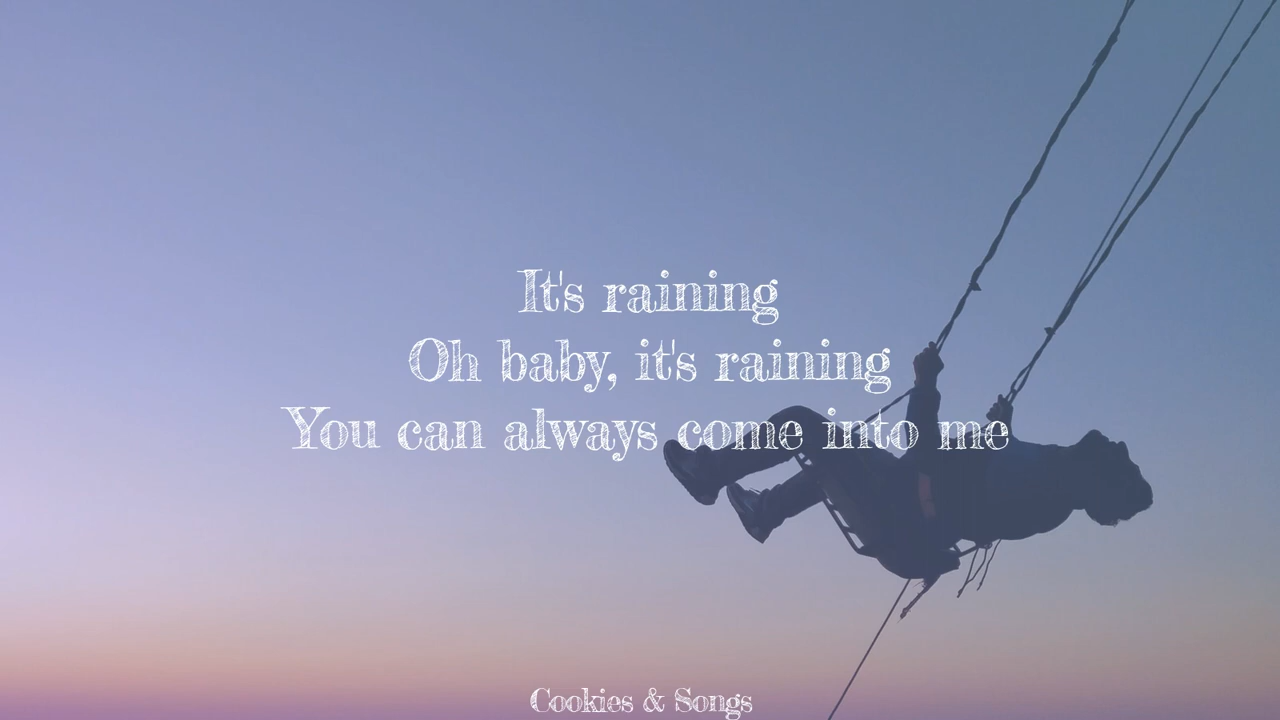 It's raining
Oh baby, it's raining
You can always come into me
Cookies & Songs